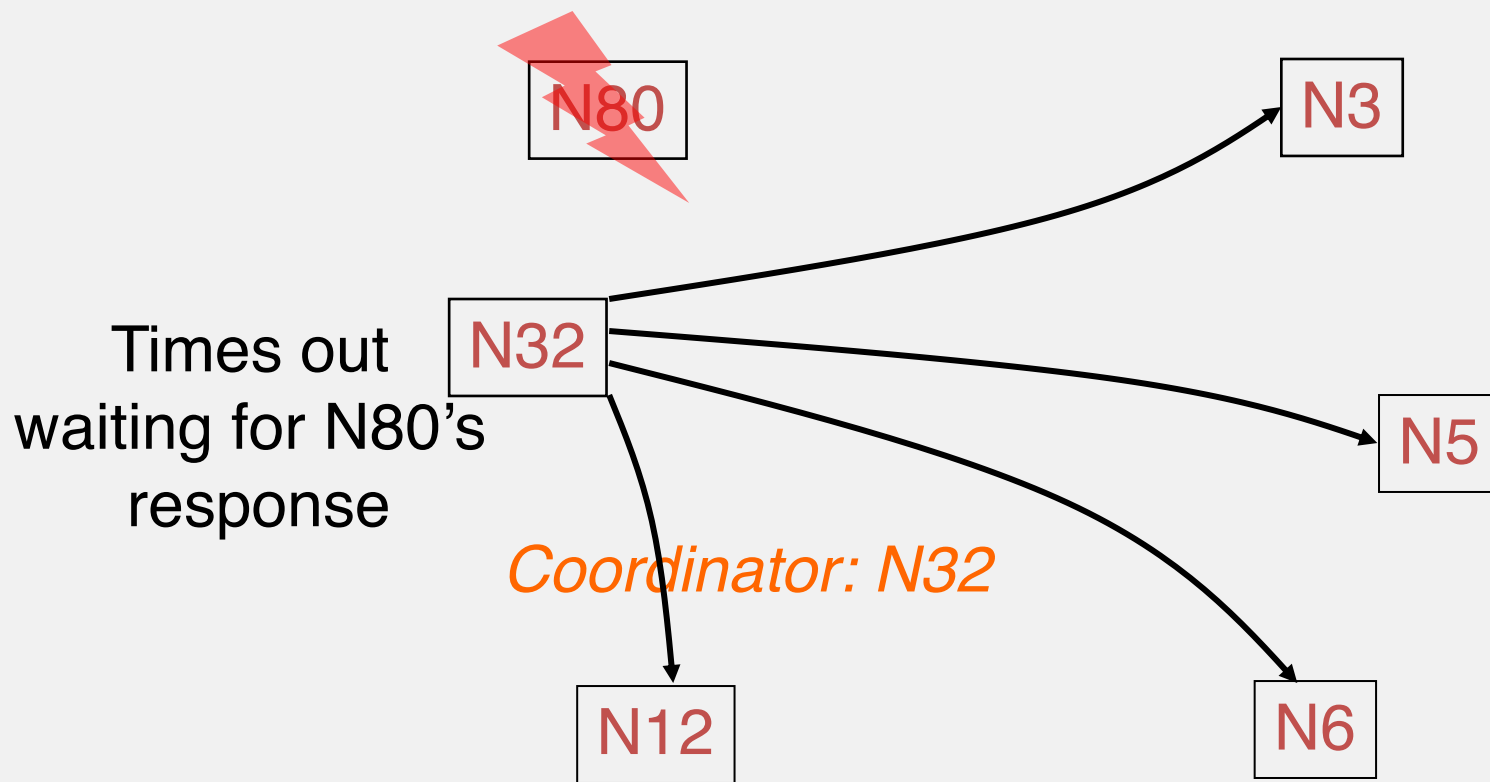 N80
N3
N32
Times out
waiting for N80’s
response
N5
Coordinator: N32
N12
N6